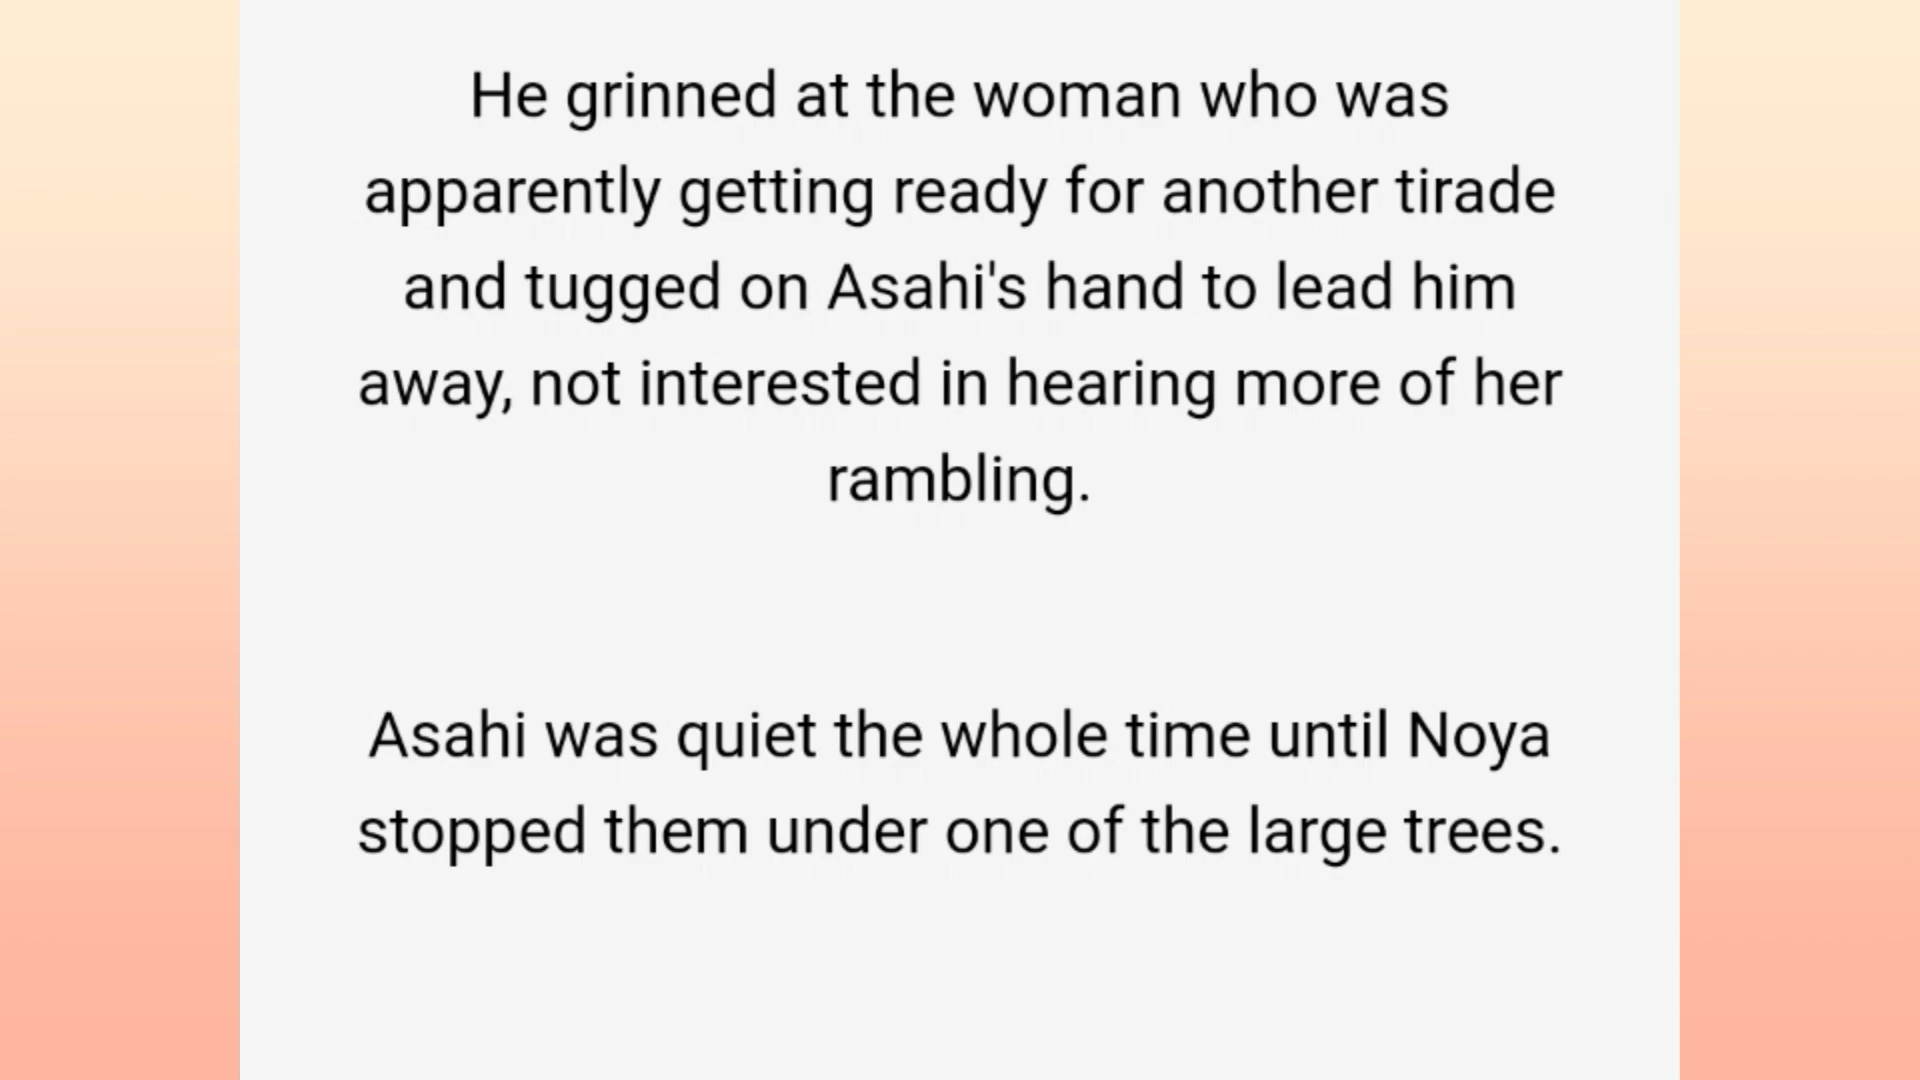 He grinned at the woman who was
apparently getting ready for another tirade
and tugged on Asahi's hand to lead him
away, not interested in hearing more of her
rambling.
Asahi was quiet the whole time until Noya
stopped them under one of the large trees.